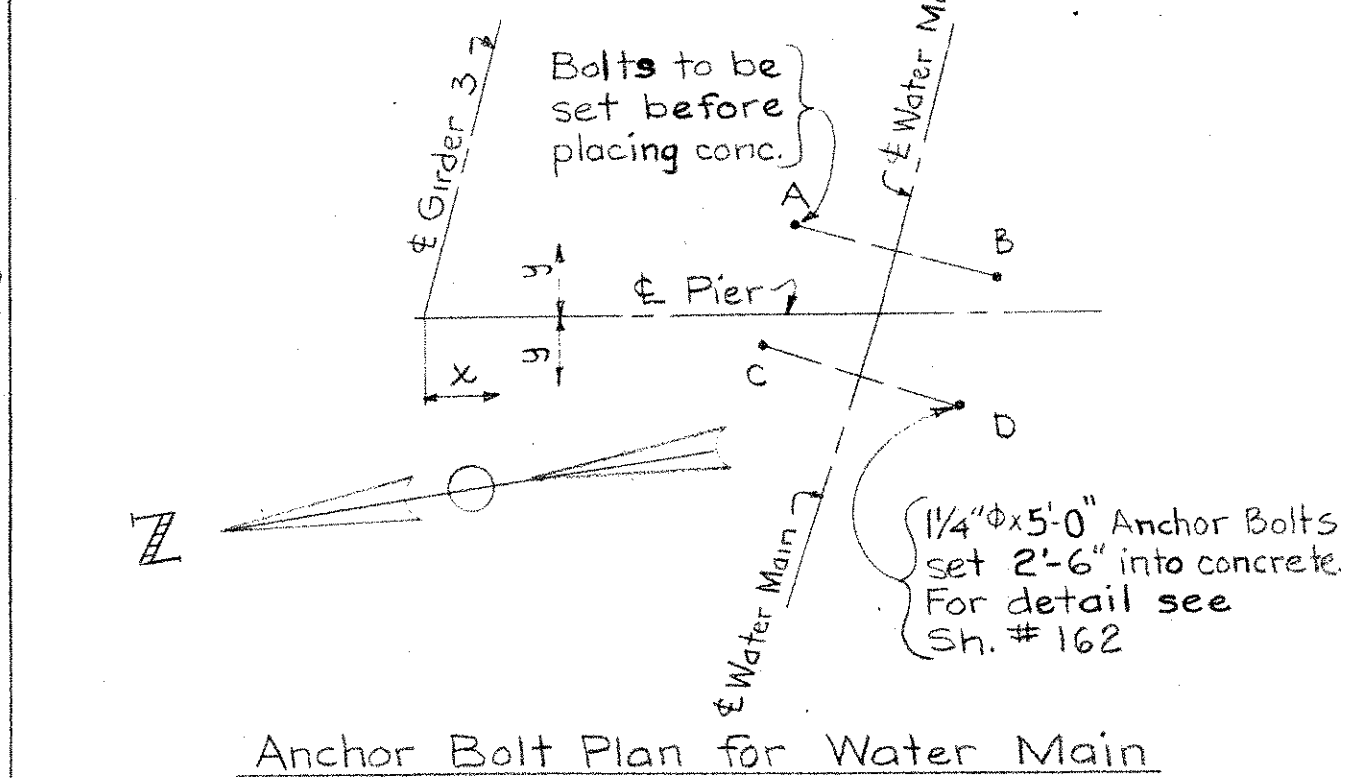 ℄ Girder 3
Bolts to be
set before
placing conc.
℄ Water
A
B
y
℄ Pier
y
x
C
D
N
1¼"ϕx5'-0" Anchor Bolts
set 2'-6" into concrete.
For detail see
Sh. # 162
℄ Water Main
Anchor Bolt Plan for Water Main